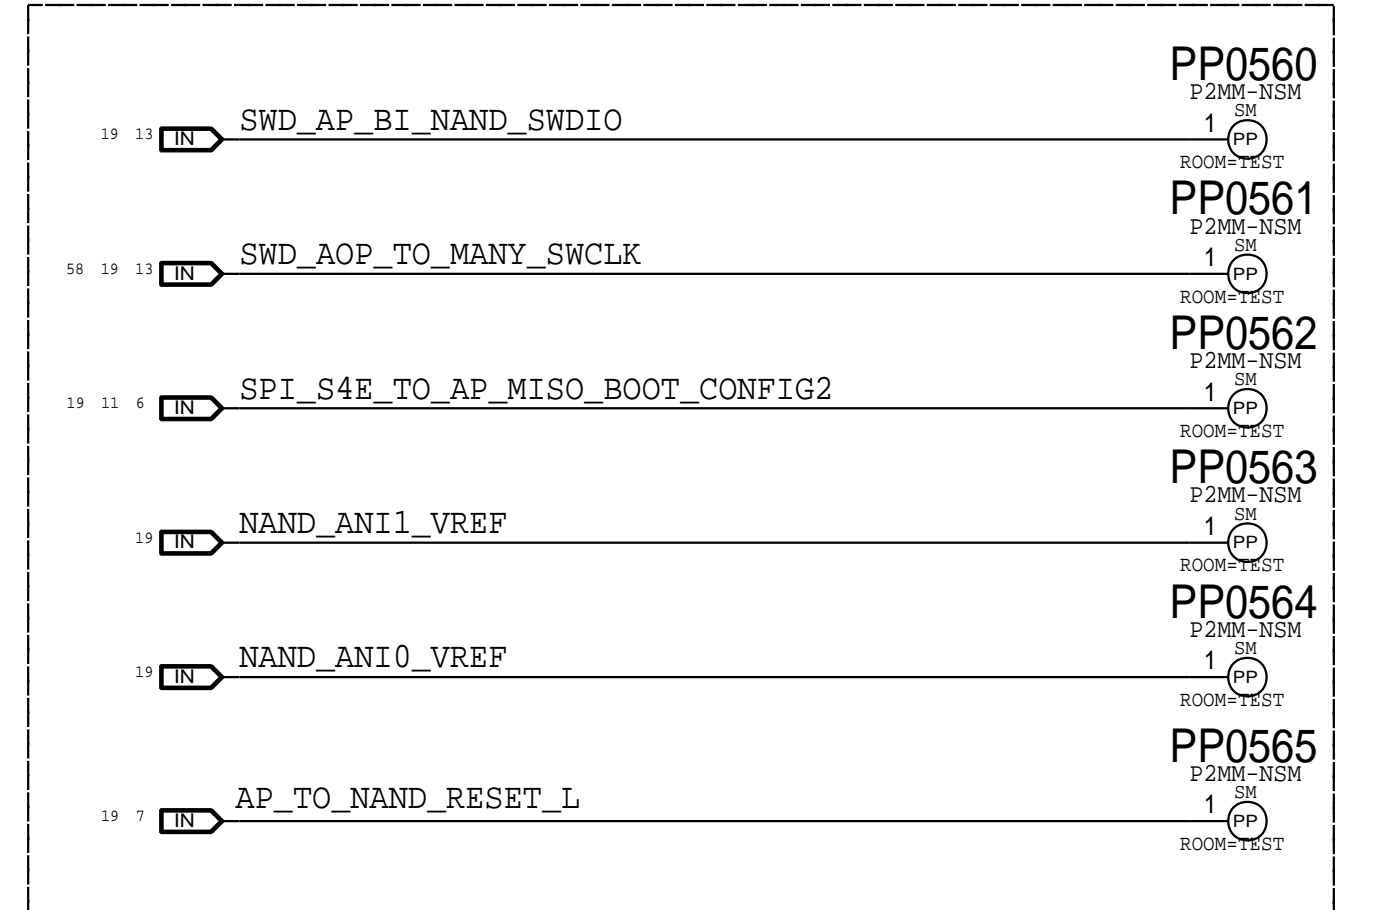 PP0560
P2MM-NSM
SM
19 13 IN SWD_AP_BI_NAND_SWDIO 1 PP
ROOM=TEST
PP0561
P2MM-NSM
SM
58 19 13 IN SWD_AOP_TO_MANY_SWCLK 1 PP
ROOM=TEST
PP0562
P2MM-NSM
SM
19 11 6 IN SPI_S4E_TO_AP_MISO_BOOT_CONFIG2 1 PP
ROOM=TEST
PP0563
P2MM-NSM
SM
19 IN NAND_ANI1_VREF 1 PP
ROOM=TEST
PP0564
P2MM-NSM
SM
19 IN NAND_ANI0_VREF 1 PP
ROOM=TEST
PP0565
P2MM-NSM
SM
19 7 IN AP_TO_NAND_RESET_L 1 PP
ROOM=TEST